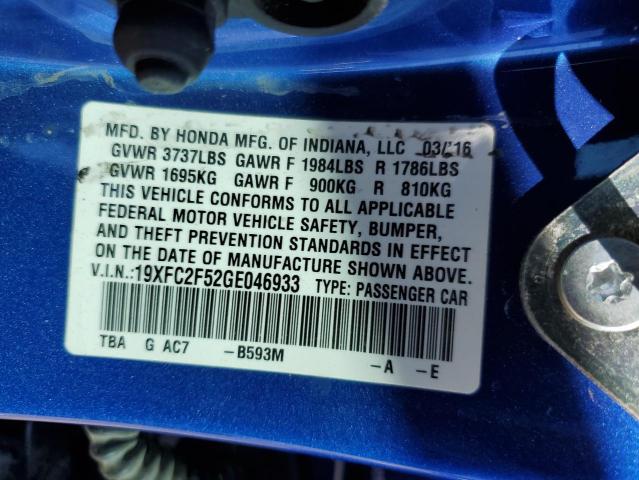 MFD. BY HONDA MFG. OF INDIANA, LLC 03/16
GVWR 3737LBS GAWR F 1984LBS R 1786LBS
GVWR 1695KG GAWR F 900KG R 810KG
THIS VEHICLE CONFORMS TO ALL APPLICABLE
FEDERAL MOTOR VEHICLE SAFETY, BUMPER,
AND THEFT PREVENTION STANDARDS IN EFFECT
ON THE DATE OF MANUFACTURE SHOWN ABOVE.
V.I.N.:19XFC2F52GE046933 TYPE: PASSENGER CAR
TBA G AC7 -B593M -A -E